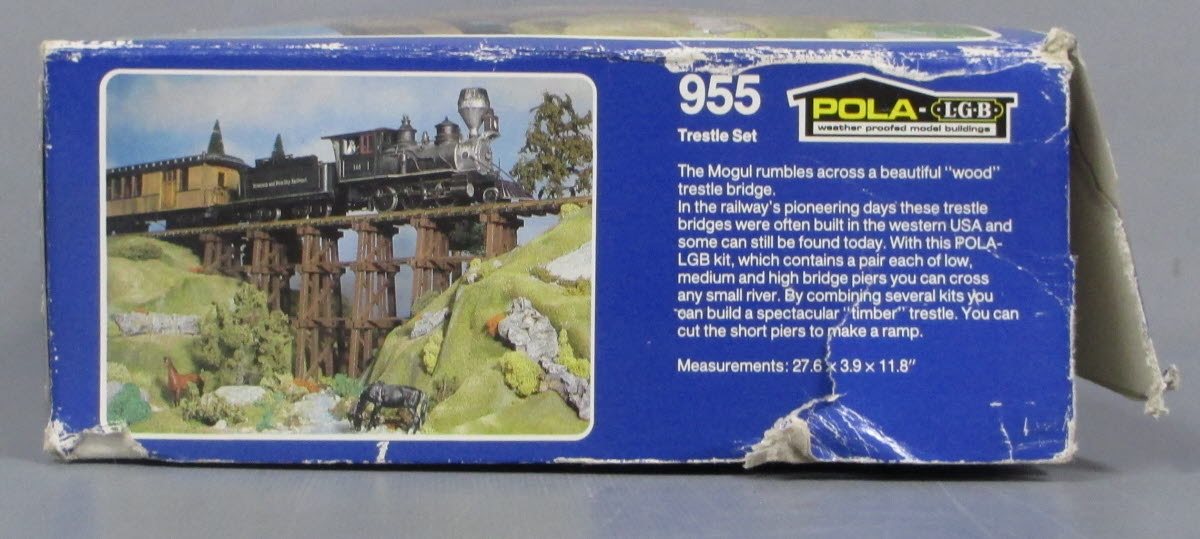 955
Trestle Set
POLA-LGB
weather proofed model buildings
The Mogul rumbles across a beautiful "wood"
trestle bridge.
In the railway's pioneering days these trestle
bridges were often built in the western USA and
some can still be found today. With this POLA-
LGB kit, which contains a pair each of low,
medium and high bridge piers you can cross
any small river. By combining several kits you
can build a spectacular "timber" trestle. You can
cut the short piers to make a ramp.
Measurements: 27.6 x 3.9 x 11.8"